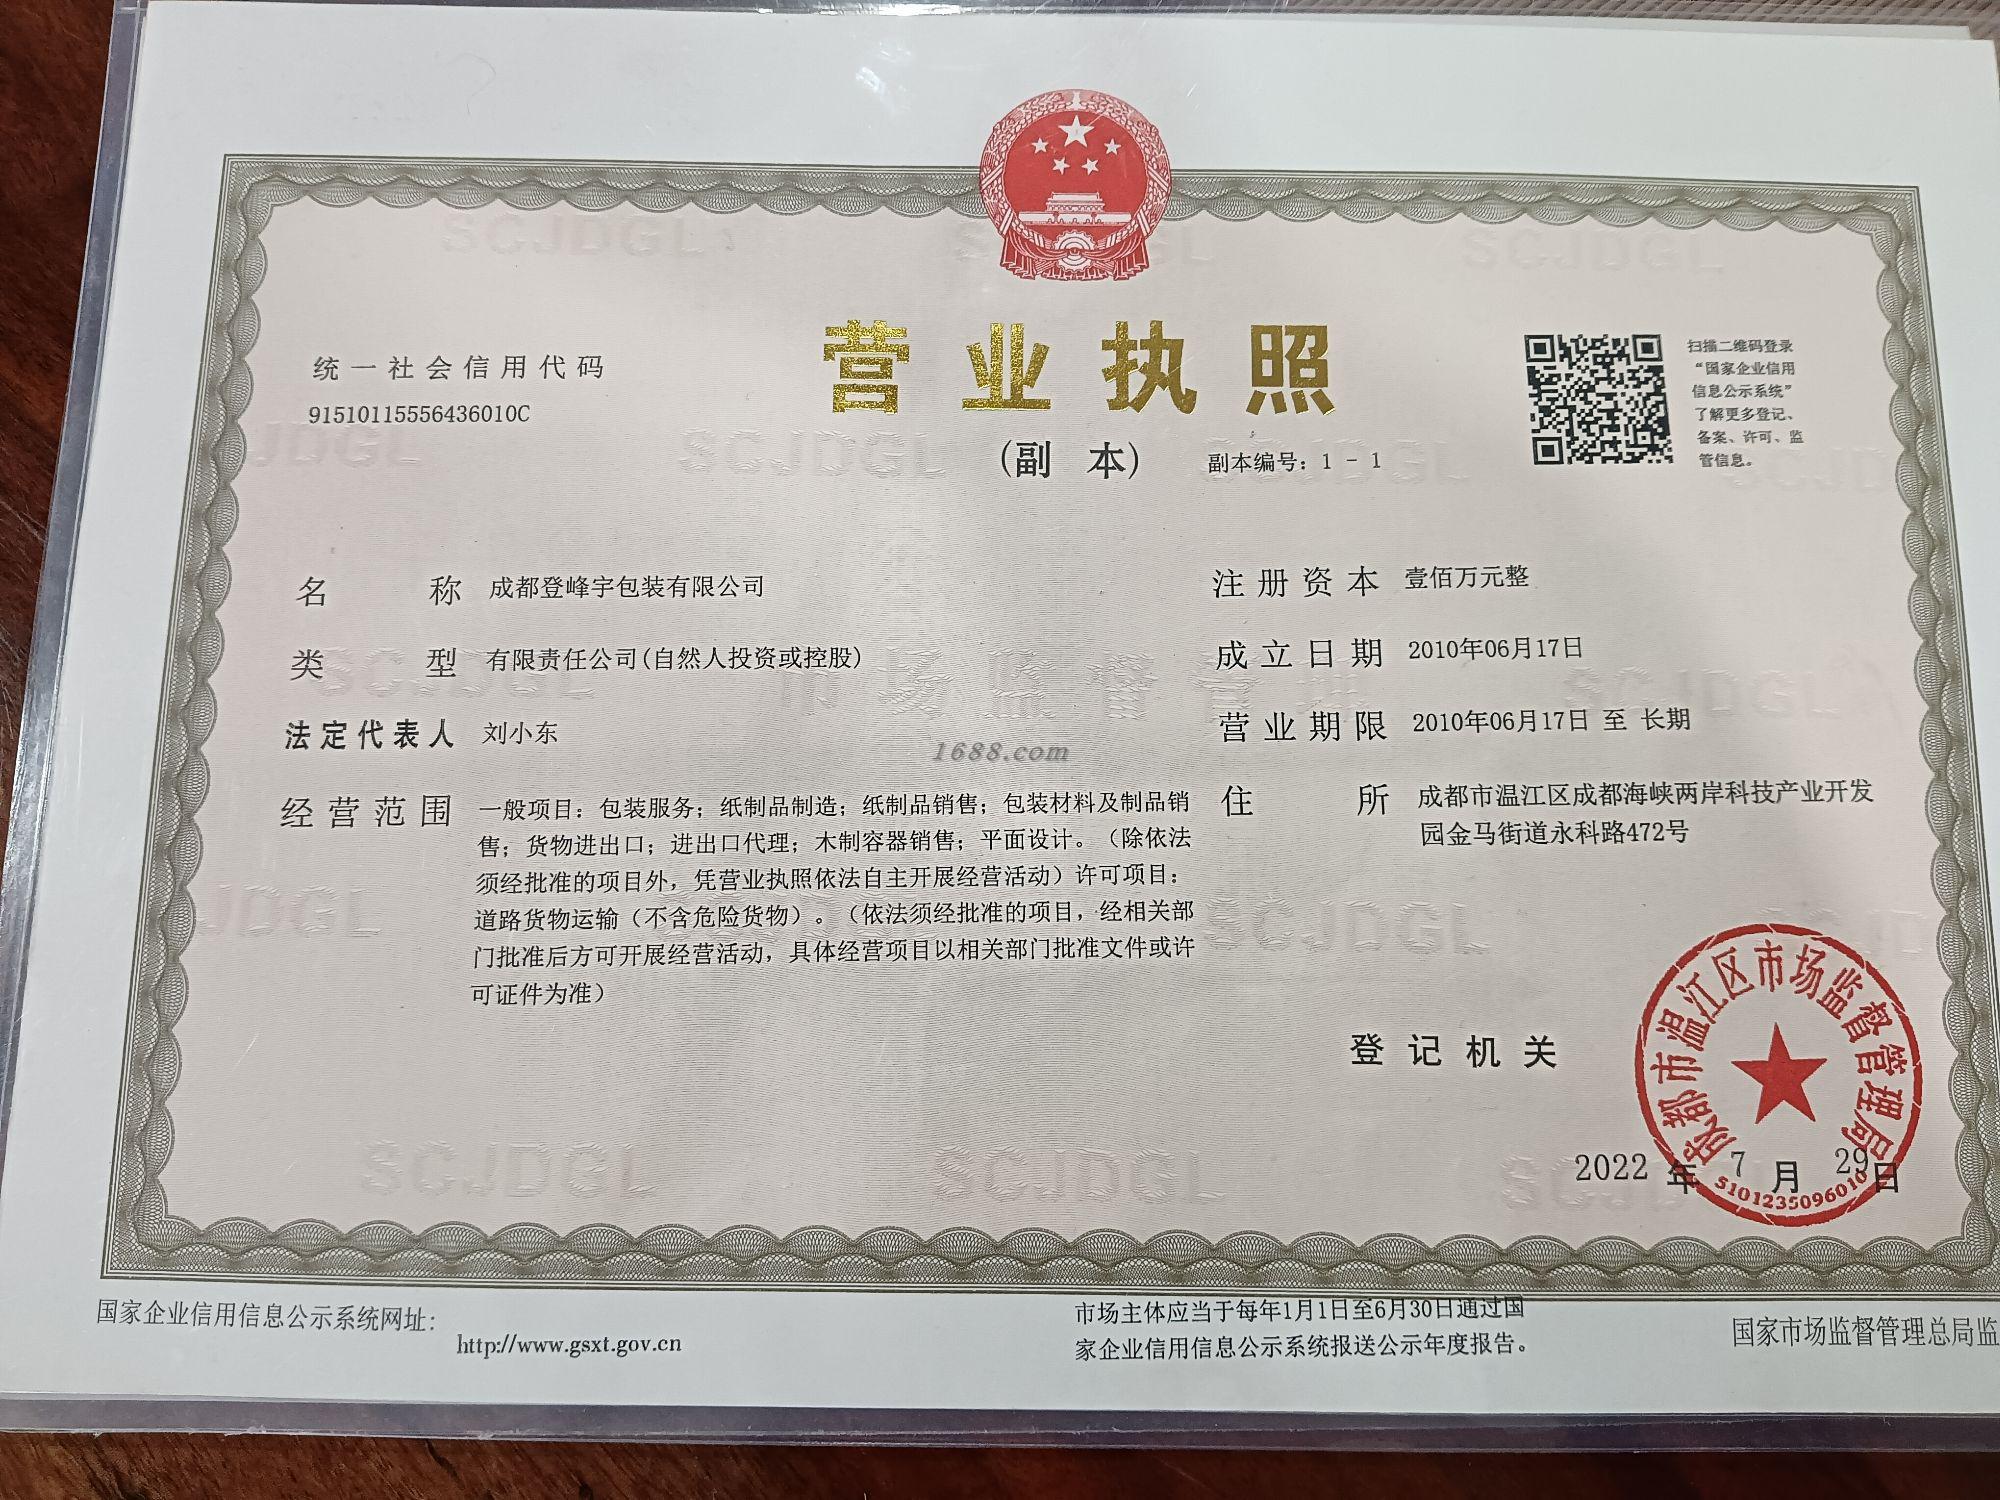 营业执照
(副 本)
副本编号：1-1
统一社会信用代码
91510115556436010C
扫描二维码登录
“国家企业信用
信息公示系统”
了解更多登记、
备案、许可、监
管信息。
名 称 成都登峰宇包装有限公司
类 型 有限责任公司(自然人投资或控股)
法定代表人 刘小东
经营范围 一般项目：包装服务；纸制品制造；纸制品销售；包装材料及制品销
售；货物进出口；进出口代理；木制容器销售；平面设计。（除依法
须经批准的项目外，凭营业执照依法自主开展经营活动）许可项目：
道路货物运输（不含危险货物）。（依法须经批准的项目，经相关部
门批准后方可开展经营活动，具体经营项目以相关部门批准文件或许
可证件为准）
注册资本 壹佰万元整
成立日期 2010年06月17日
营业期限 2010年06月17日 至 长期
住 所 成都市温江区成都海峡两岸科技产业开发
园金马街道永科路472号
1688.com
登记机关
成都市温江区市场监督管理局
5101235096010
2022 年 7 月 29 日
国家企业信用信息公示系统网址：
http://www.gsxt.gov.cn
市场主体应当于每年1月1日至6月30日通过国
家企业信用信息公示系统报送公示年度报告。
国家市场监督管理总局监
SCJDGL